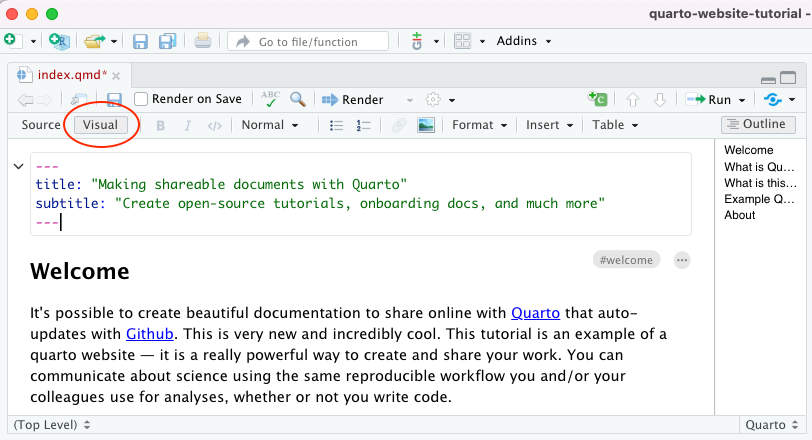 quarto-website-tutorial -
Go to file/function
Addins
index.qmd*
Render on Save
ABC
Render
Run
Source
Visual
B I </>
Normal
Format
Insert
Table
Outline
---
title: "Making shareable documents with Quarto"
subtitle: "Create open-source tutorials, onboarding docs, and much more"
---
Welcome
What is Qu...
What is this...
Example Q...
About
Welcome
#welcome
It's possible to create beautiful documentation to share online with Quarto that auto-
updates with Github. This is very new and incredibly cool. This tutorial is an example of a
quarto website — it is a really powerful way to create and share your work. You can
communicate about science using the same reproducible workflow you and/or your
colleagues use for analyses, whether or not you write code.
(Top Level)
Quarto